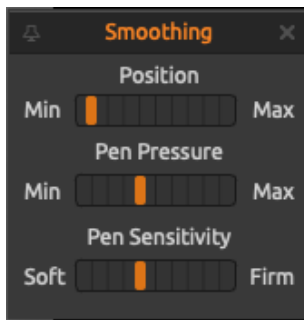 Smoothing
Position
Min Max
Pen Pressure
Min Max
Pen Sensitivity
Soft Firm